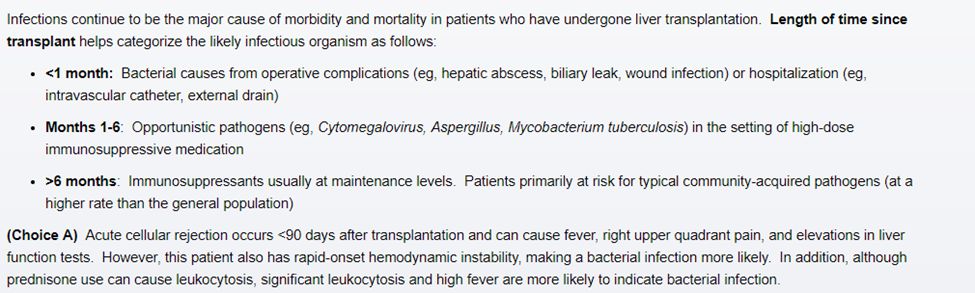 Infections continue to be the major cause of morbidity and mortality in patients who have undergone liver transplantation.  Length of time since
transplant helps categorize the likely infectious organism as follows:
• <1 month:  Bacterial causes from operative complications (eg, hepatic abscess, biliary leak, wound infection) or hospitalization (eg,
intravascular catheter, external drain)
• Months 1-6:  Opportunistic pathogens (eg, Cytomegalovirus, Aspergillus, Mycobacterium tuberculosis) in the setting of high-dose
immunosuppressive medication
• >6 months:  Immunosuppressants usually at maintenance levels.  Patients primarily at risk for typical community-acquired pathogens (at a
higher rate than the general population)
(Choice A)  Acute cellular rejection occurs <90 days after transplantation and can cause fever, right upper quadrant pain, and elevations in liver
function tests.  However, this patient also has rapid-onset hemodynamic instability, making a bacterial infection more likely.  In addition, although
prednisone use can cause leukocytosis, significant leukocytosis and high fever are more likely to indicate bacterial infection.